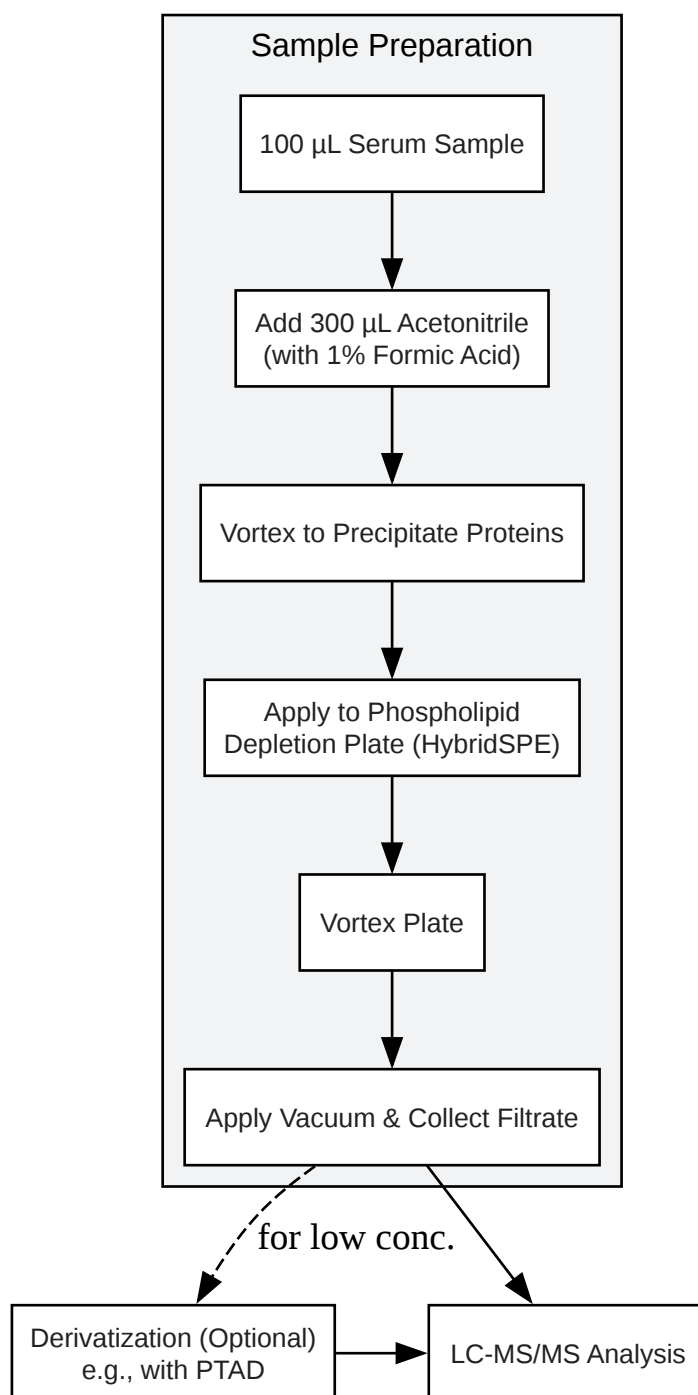 Sample Preparation
100 µL Serum Sample
Add 300 µL Acetonitrile
(with 1% Formic Acid)
Vortex to Precipitate Proteins
Apply to Phospholipid
Depletion Plate (HybridSPE)
Vortex Plate
Apply Vacuum & Collect Filtrate
for low conc.
Derivatization (Optional)
e.g., with PTAD
LC-MS/MS Analysis